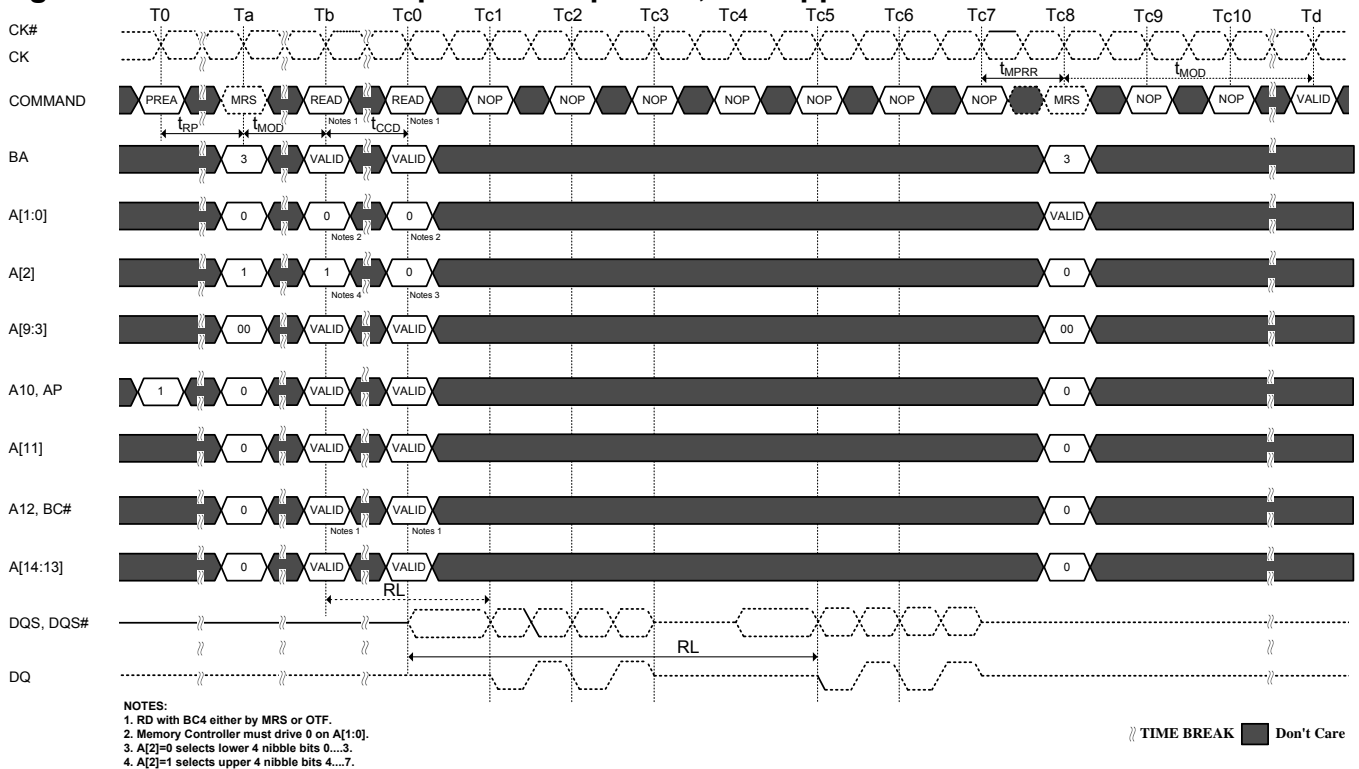 T0 Ta Tb Tc0 Tc1 Tc2 Tc3 Tc4 Tc5 Tc6 Tc7 Tc8 Tc9 Tc10 Td
CK#
CK
tMPRR tMOD
COMMAND PREA MRS READ READ NOP NOP NOP NOP NOP NOP NOP MRS NOP NOP VALID
Notes 1 Notes 1
tRP tMOD tCCD
BA 3 VALID VALID 3
A[1:0] 0 0 0 VALID
Notes 2 Notes 2
A[2] 1 1 0 0
Notes 4 Notes 3
A[9:3] 00 VALID VALID 00
A10, AP 1 0 VALID VALID 0
A[11] 0 VALID VALID 0
A12, BC# 0 VALID VALID 0
Notes 1 Notes 1
A[14:13] 0 VALID VALID 0
RL
DQS, DQS#
RL
DQ
NOTES:
1. RD with BC4 either by MRS or OTF.
2. Memory Controller must drive 0 on A[1:0].
3. A[2]=0 selects lower 4 nibble bits 0....3.
4. A[2]=1 selects upper 4 nibble bits 4....7.
TIME BREAK Don't Care